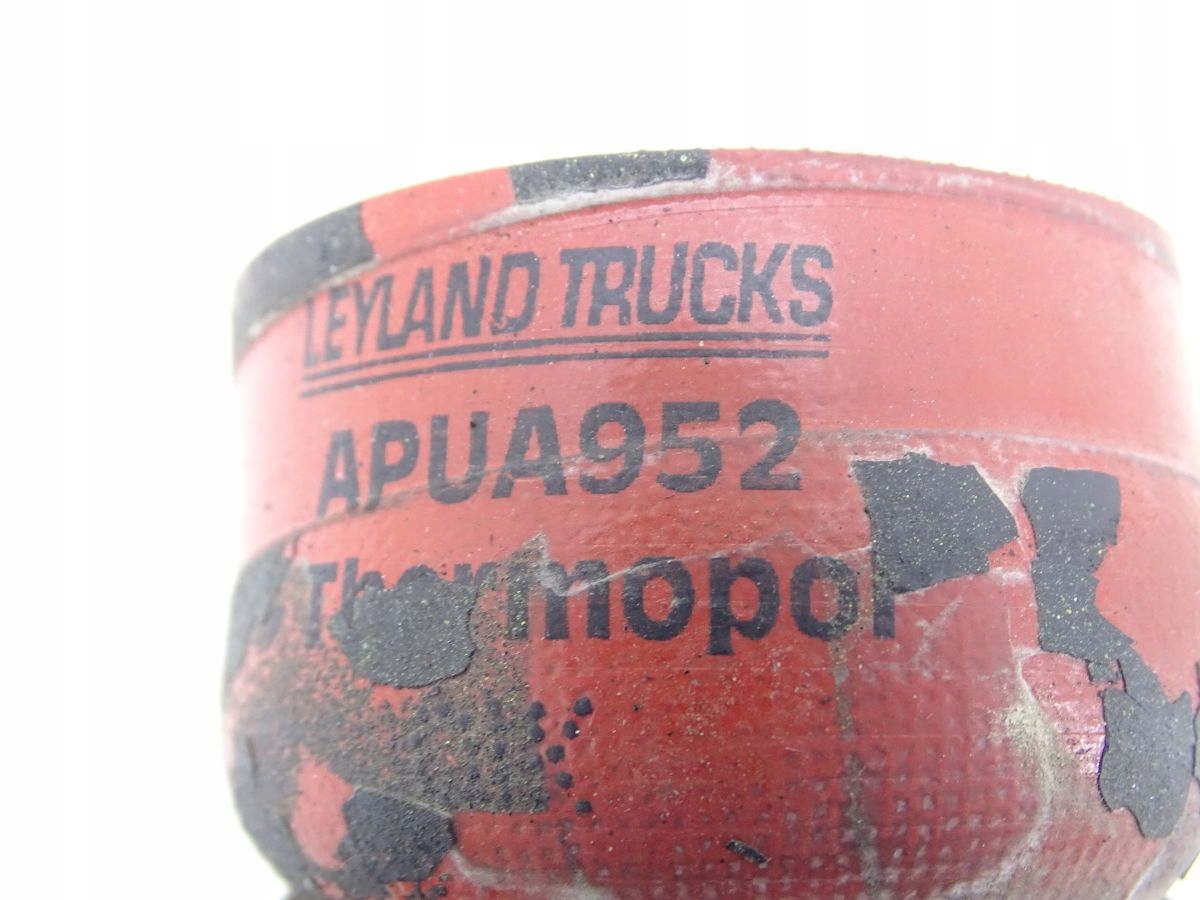 LEYLAND TRUCKS
APUA952
Thermopol